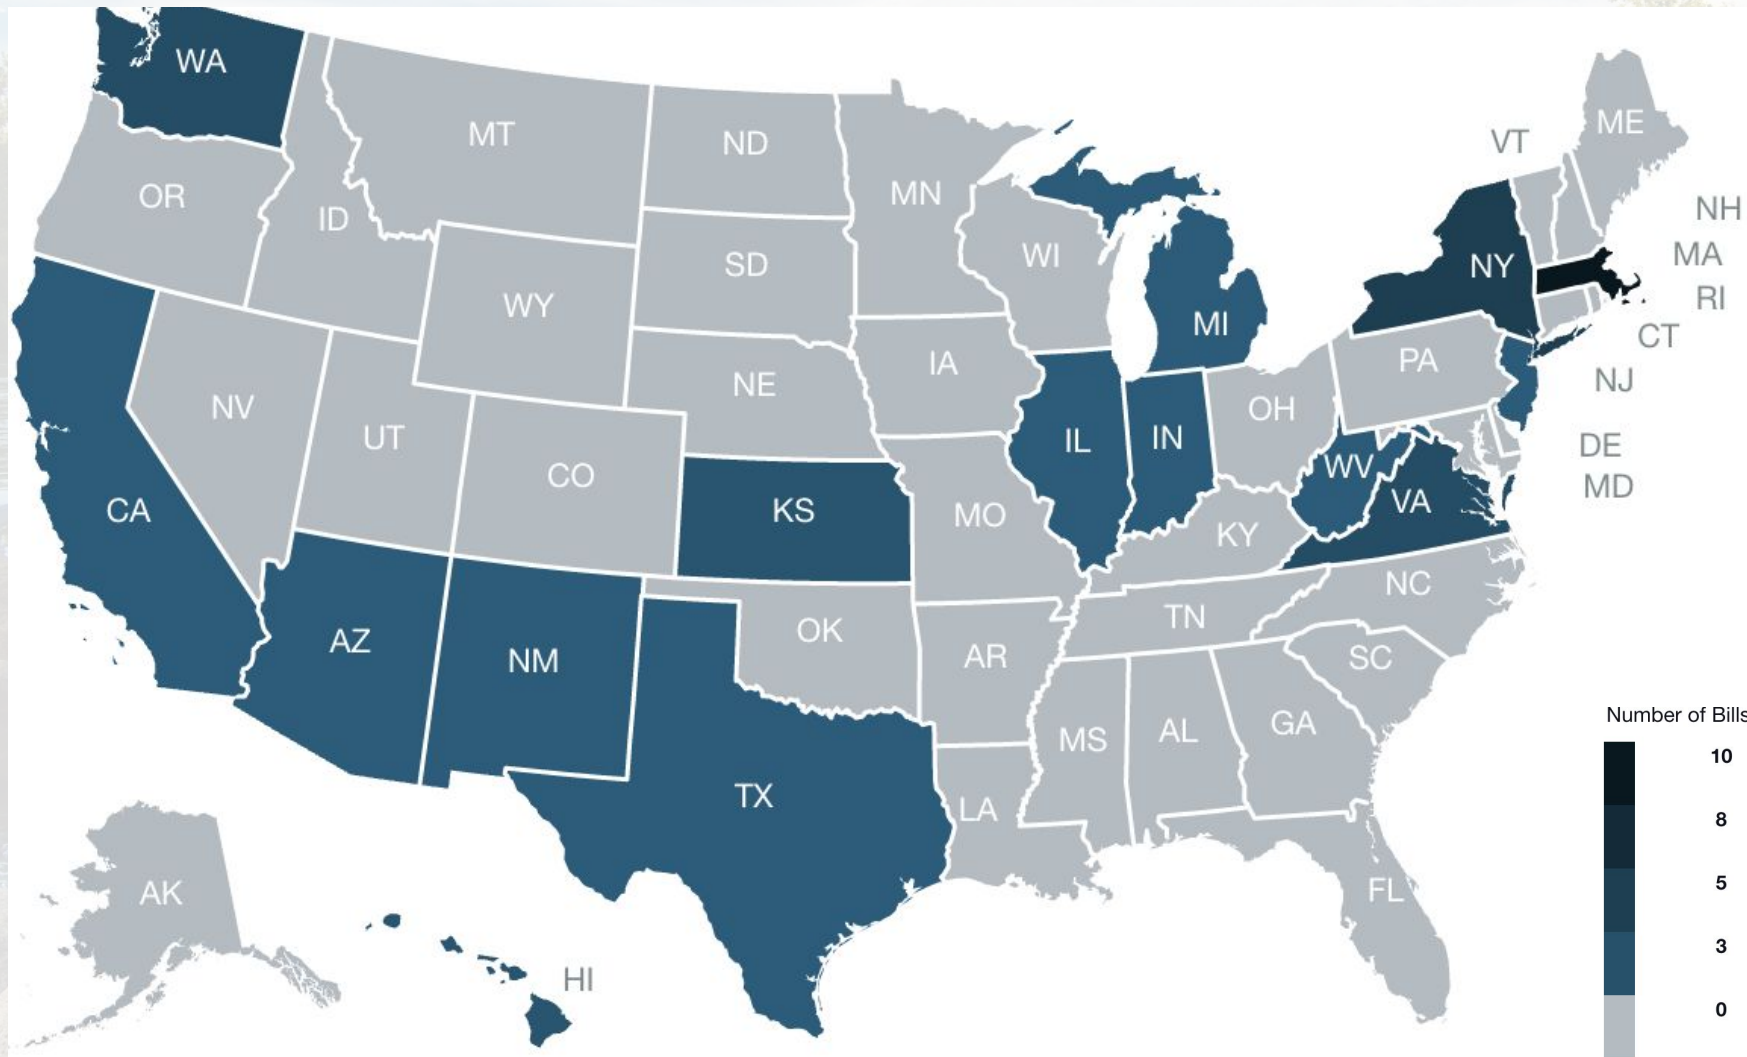 WA
MT
ND
MN
VT
ME
OR
ID
SD
WI
NH
MA
NY
RI
WY
MI
CT
IA
PA
NJ
NV
NE
OH
UT
IL
IN
DE
CO
WV
MD
CA
KS
MO
VA
KY
NC
AZ
NM
OK
AR
TN
SC
TX
LA
MS
AL
GA
AK
FL
HI
Number of Bills
10
8
5
3
0